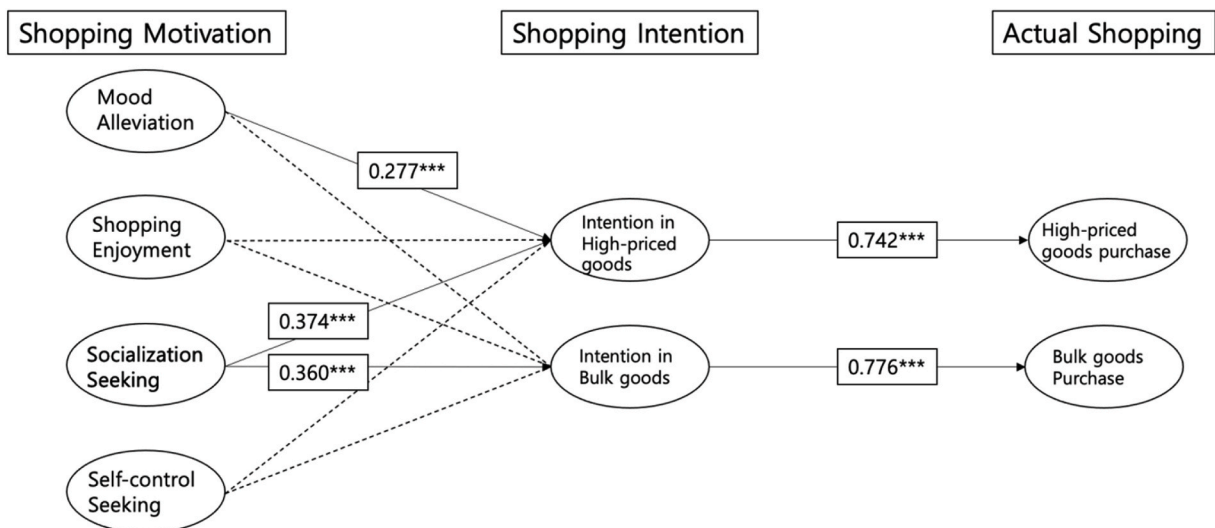 Shopping Motivation
Shopping Intention
Actual Shopping
Mood
Alleviation
0.277***
Shopping
Enjoyment
Intention in
High-priced
goods
0.742***
High-priced
goods purchase
0.374***
Socialization
Seeking
0.360***
Intention in
Bulk goods
0.776***
Bulk goods
Purchase
Self-control
Seeking